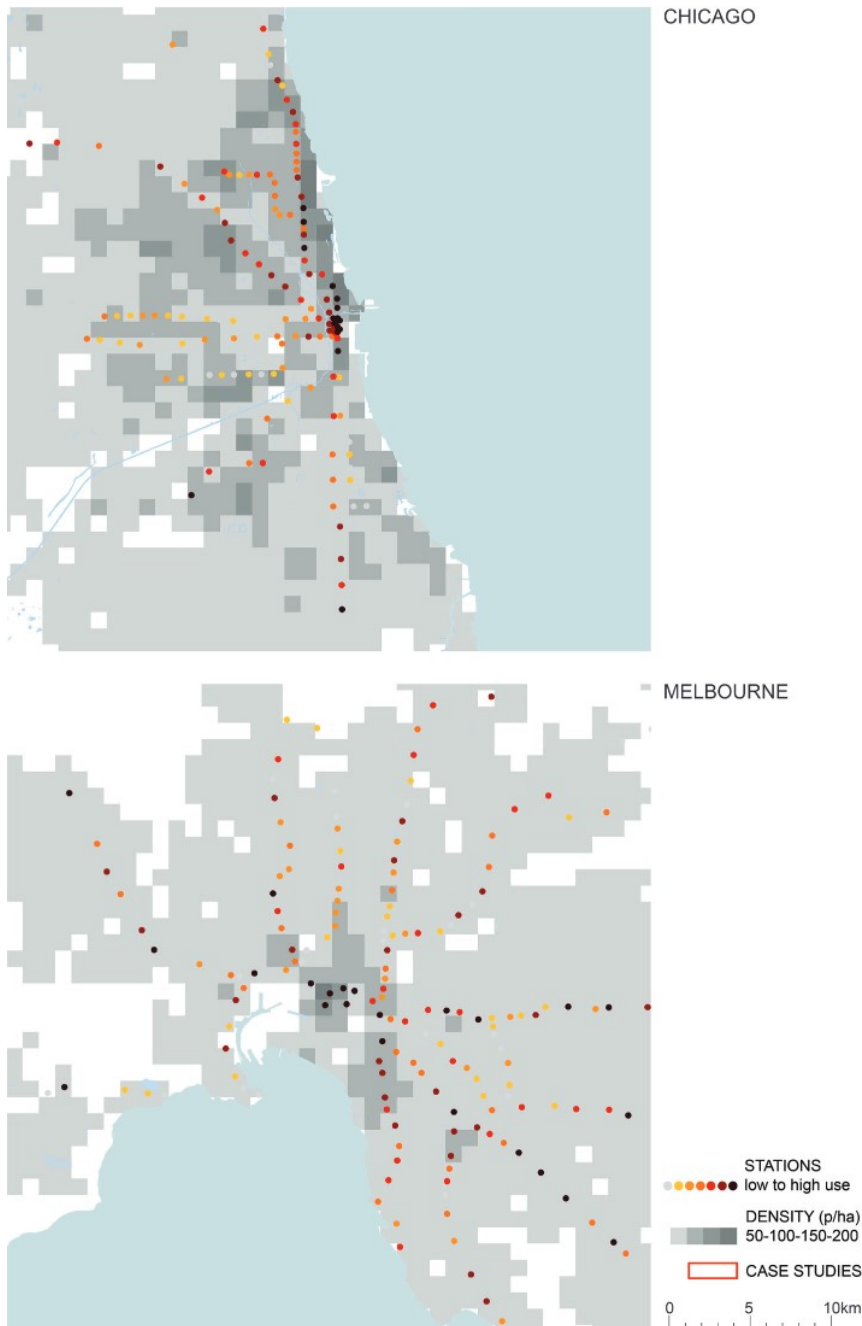 CHICAGO
MELBOURNE
STATIONS
low to high use
DENSITY (p/ha)
50-100-150-200
CASE STUDIES
0 5 10km